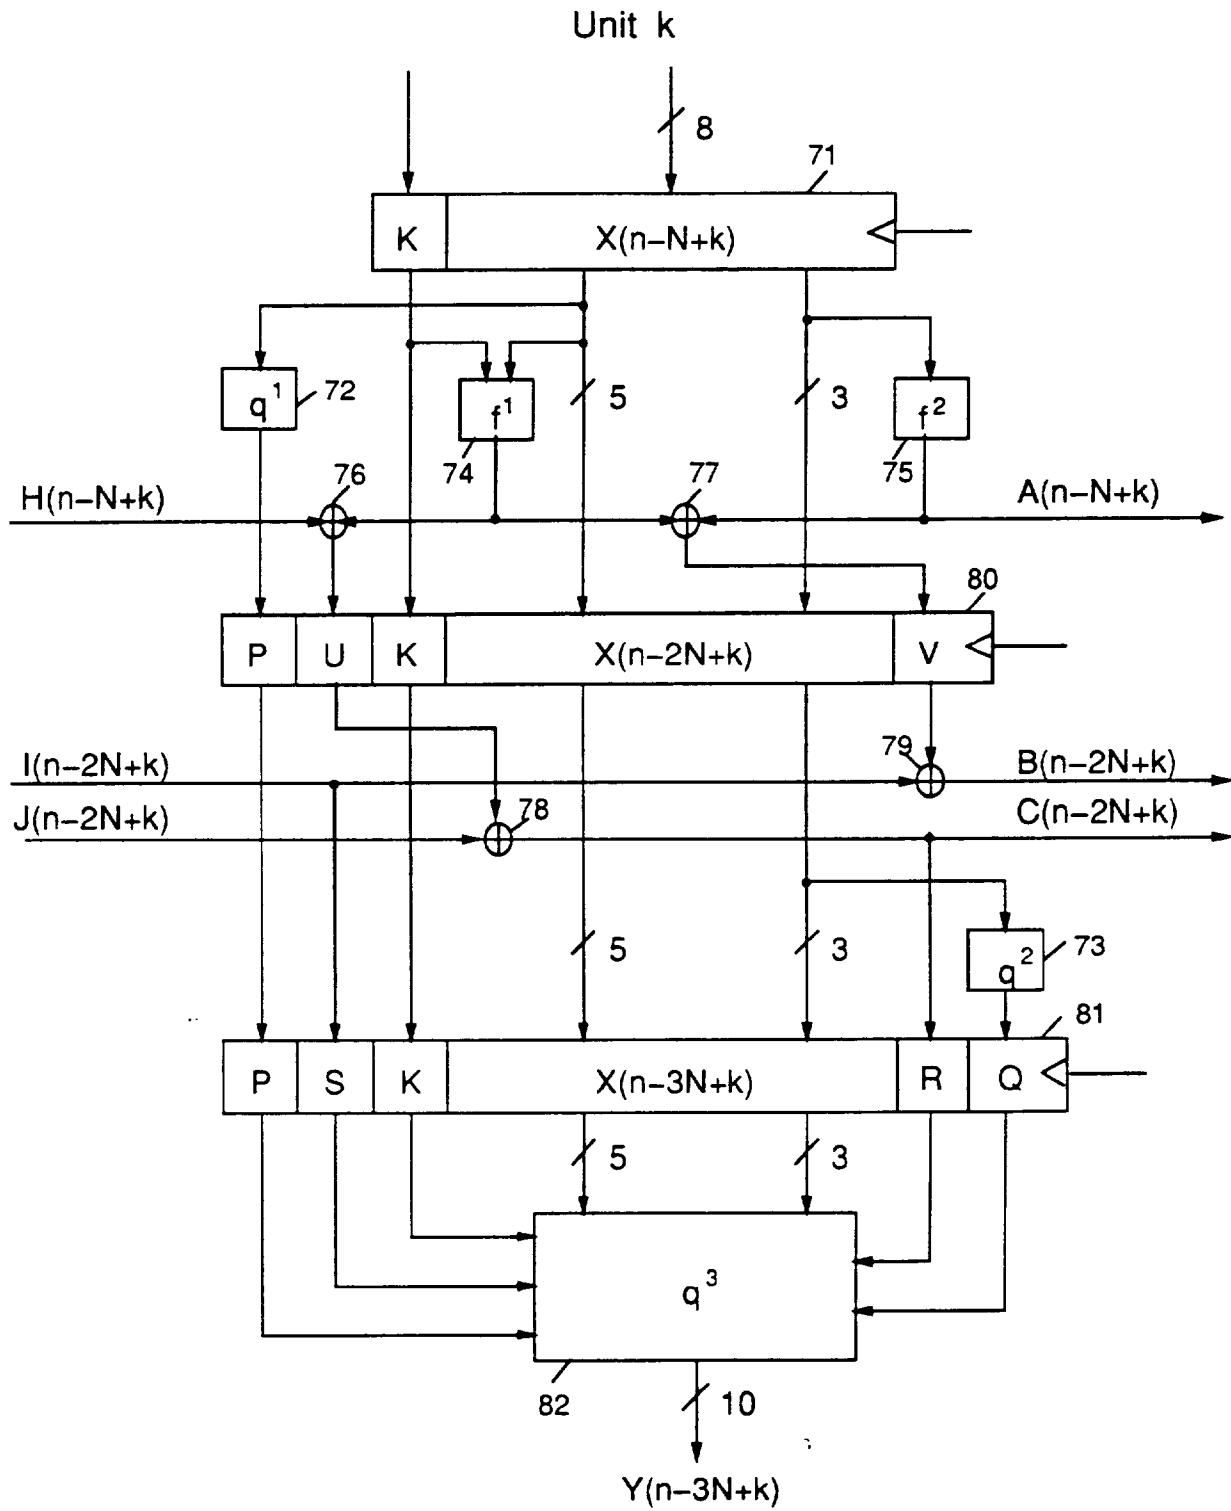 Unit k
8
71
K X(n-N+k)
q1 72
f1 5 3 f2
74 75
76 77
H(n-N+k) A(n-N+k)
80
P U K X(n-2N+k) V
I(n-2N+k) 79 B(n-2N+k)
J(n-2N+k) 78 C(n-2N+k)
5 3 q2 73
81
P S K X(n-3N+k) R Q
5 3
q3
82 10
Y(n-3N+k)